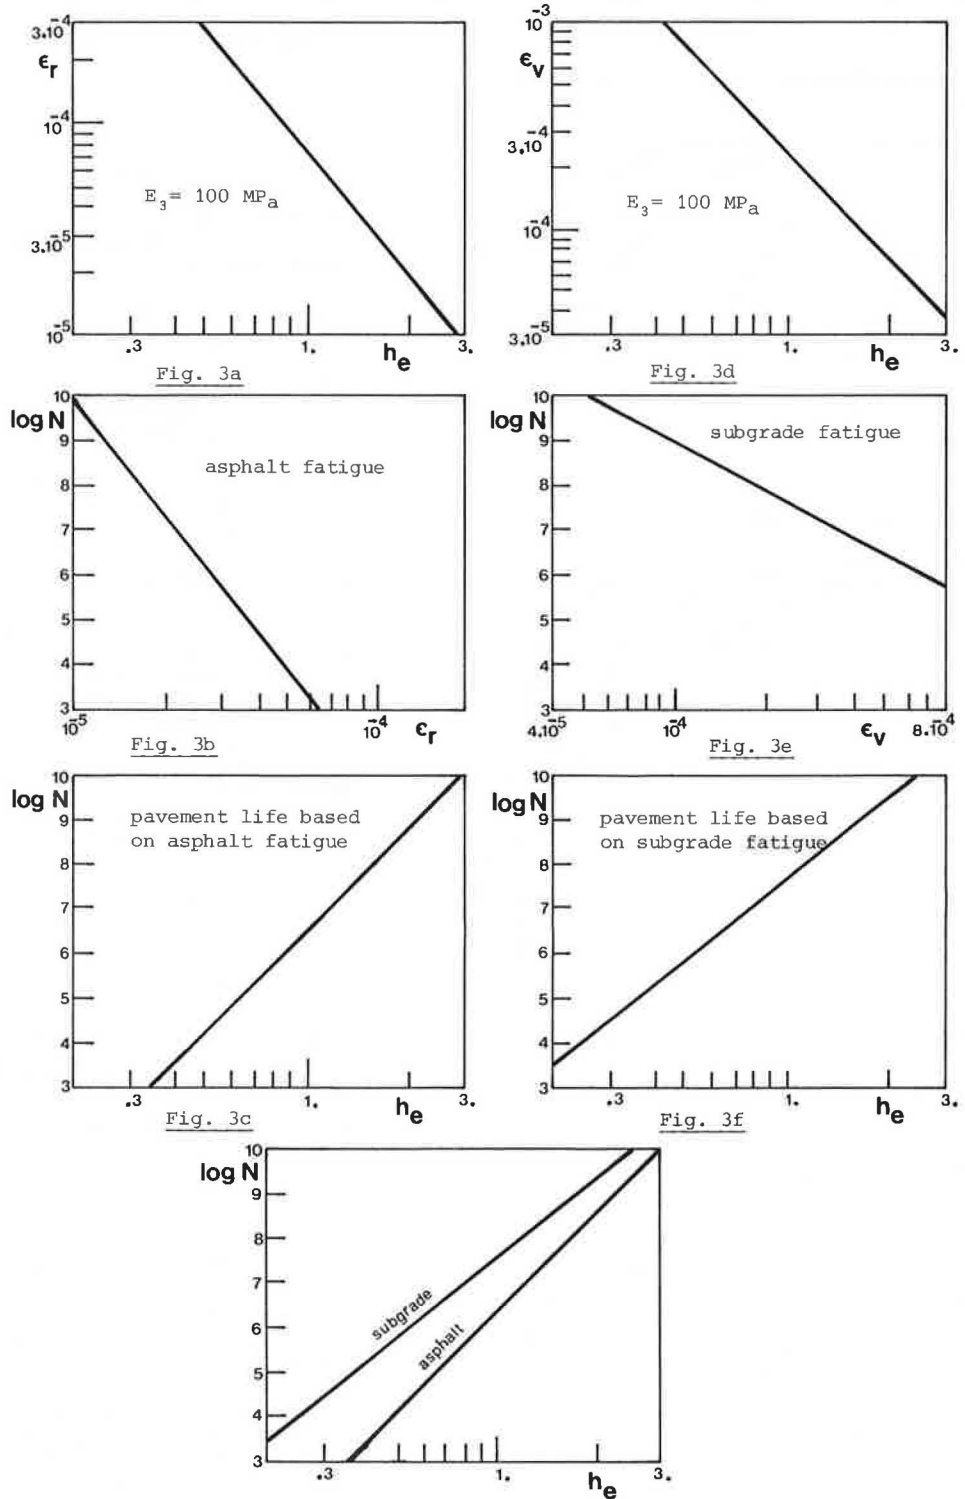 3.10⁻⁴
ϵr
10⁻⁴
3.10⁻⁵
10⁻⁵
E₃= 100 MPa
.3
1.
he
3.
Fig. 3a
10⁻³
ϵv
3.10⁻⁴
10⁻⁴
3.10⁻⁵
E₃= 100 MPa
.3
1.
he
3.
Fig. 3d
log N
10
9
8
7
6
5
4
3
asphalt fatigue
10⁻⁵
10⁻⁴
ϵr
Fig. 3b
log N
10
9
8
7
6
5
4
3
subgrade fatigue
4.10⁻⁵
10⁻⁴
ϵv
8.10⁻⁴
Fig. 3e
log N
10
9
8
7
6
5
4
3
pavement life based
on asphalt fatigue
.3
1.
he
3.
Fig. 3c
log N
10
9
8
7
6
5
4
3
pavement life based
on subgrade fatigue
.3
1.
he
3.
Fig. 3f
log N
10
9
8
7
6
5
4
3
subgrade
asphalt
.3
1.
he
3.